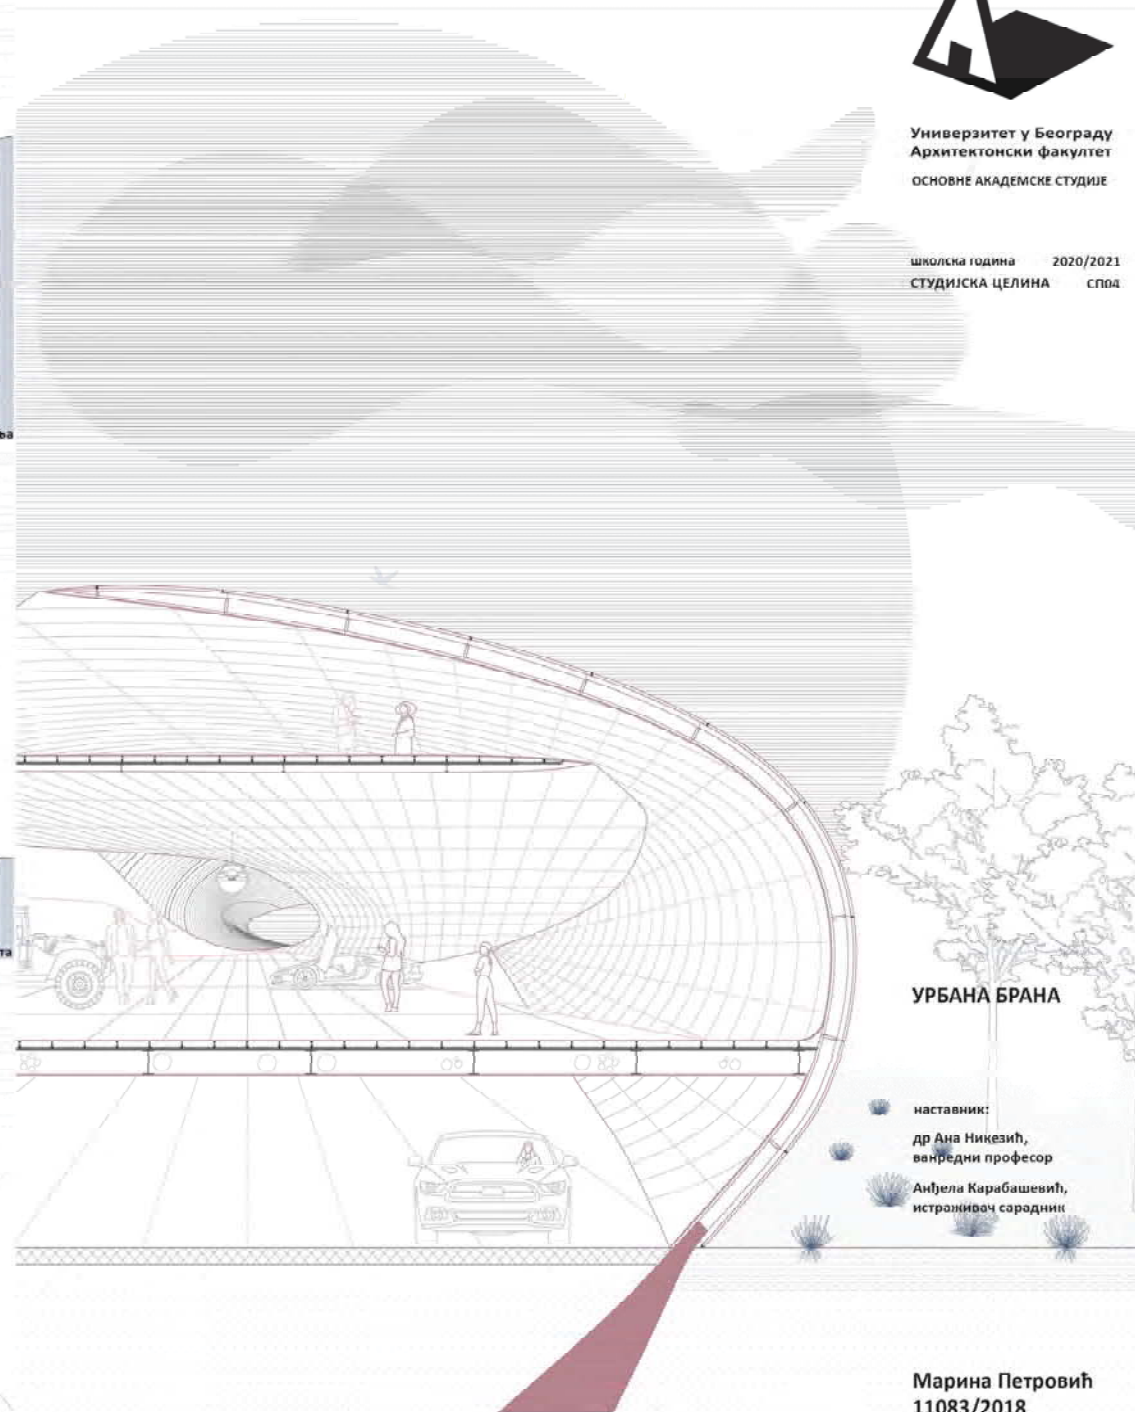 Универзитет у Београду
Архитектонски факултет
ОСНОВНЕ АКАДЕМСКЕ СТУДИЈЕ
школска година 2020/2021
СТУДИЈСКА ЦЕЛИНА СП04
УРБАНА БРАНА
наставник:
др Ана Никезић,
ванредни професор
Анђела Карабашевић,
истраживач сарадник
Марина Петровић
11083/2018